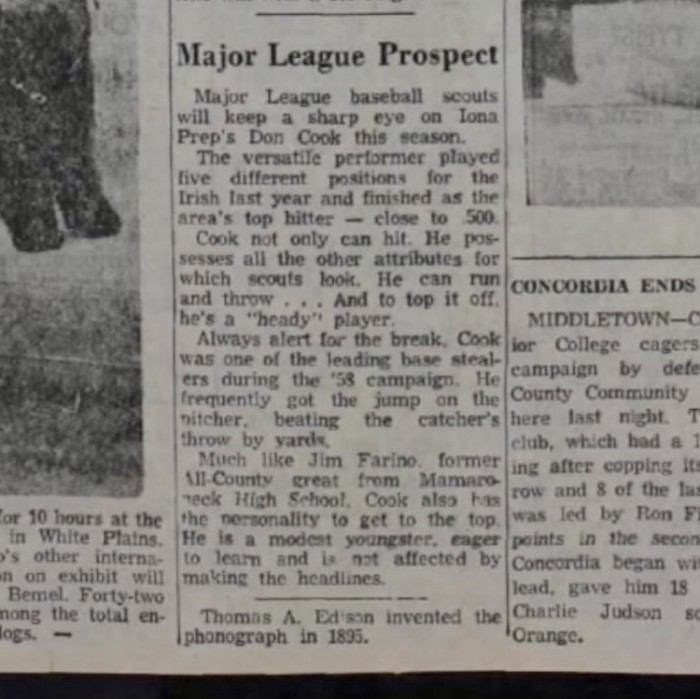 Major League Prospect
Major League baseball scouts
will keep a sharp eye on Iona
Prep's Don Cook this season.
The versatile performer played
five different positions for the
Irish last year and finished as the
area's top hitter — close to .500.
Cook not only can hit. He pos-
sesses all the other attributes for
which scouts look. He can run
and throw . . . And to top it off,
he's a "heady" player.
Always alert for the break, Cook
was one of the leading base steal-
ers during the '58 campaign. He
frequently got the jump on the
pitcher, beating the catcher's
throw by yards.
Much like Jim Farino, former
All-County great from Mamaro-
neck High School, Cook also has
the personality to get to the top.
He is a modest youngster, eager
to learn and is not affected by
making the headlines.
Thomas A. Edison invented the
phonograph in 1895.
for 10 hours at the
in White Plains.
o's other interna-
on on exhibit will
Bemel. Forty-two
mong the total en-
logs. —
CONCORDIA ENDS
MIDDLETOWN—C
ior College cagers
campaign by defe
County Community
here last night. T
club, which had a 1
ing after copping its
row and 8 of the las
was led by Ron Fi
points in the secon
Concordia began wit
lead, gave him 18
Charlie Judson sc
Orange.